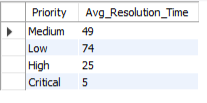 Priority Avg_Resolution_Time
Medium 49
Low 74
High 25
Critical 5